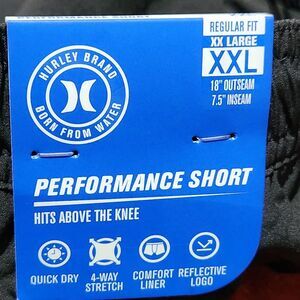 HURLEY BRAND
BORN FROM WATER
REGULAR FIT
XX LARGE
XXL
18" OUTSEAM
7.5" INSEAM
PERFORMANCE SHORT
HITS ABOVE THE KNEE
QUICK DRY
4-WAY
STRETCH
COMFORT
LINER
REFLECTIVE
LOGO